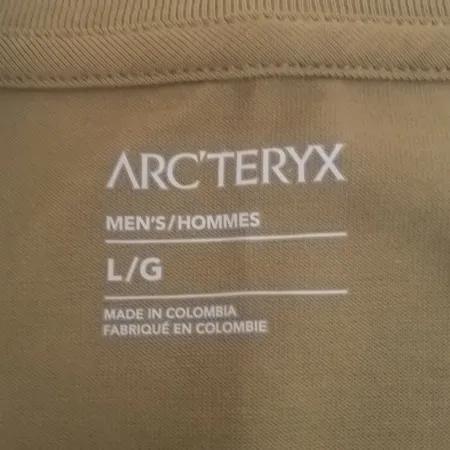 ARC'TERYX
MEN'S/HOMMES
L/G
MADE IN COLOMBIA
FABRIQUÉ EN COLOMBIE